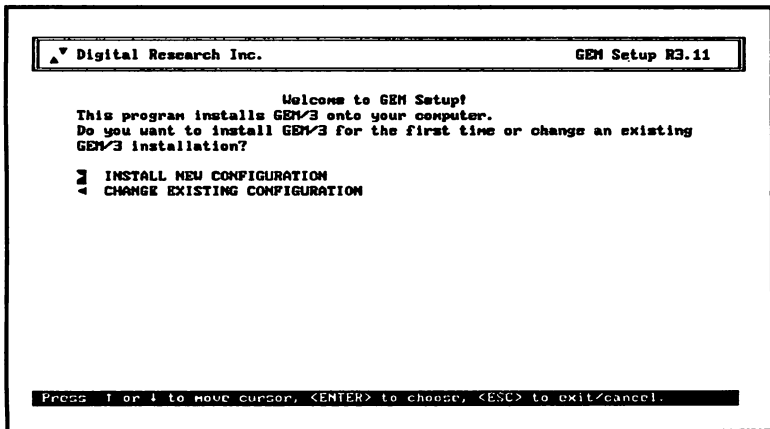 Digital Research Inc. GEM Setup R3.11
Welcome to GEM Setup!
This program installs GEM/3 onto your computer.
Do you want to install GEM/3 for the first time or change an existing
GEM/3 installation?
INSTALL NEW CONFIGURATION
CHANGE EXISTING CONFIGURATION
Press ↑ or ↓ to move cursor, <ENTER> to choose, <ESC> to exit/cancel.